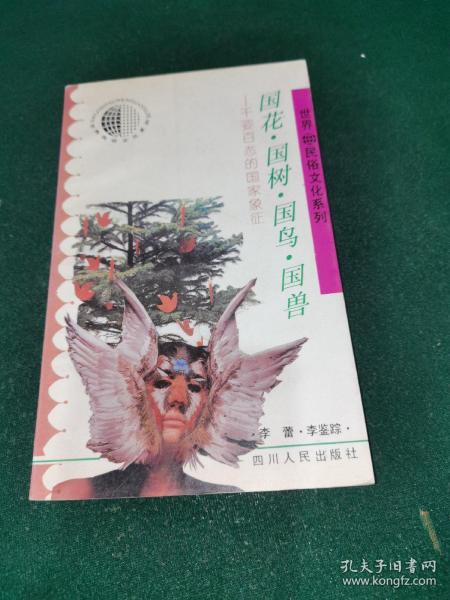 世界民俗文化系列
国花·国树·国鸟·国兽
—千姿百态的国家象征
·李 蕾·李鉴踪·
四川人民出版社
孔夫子旧书网
www.kongfz.com